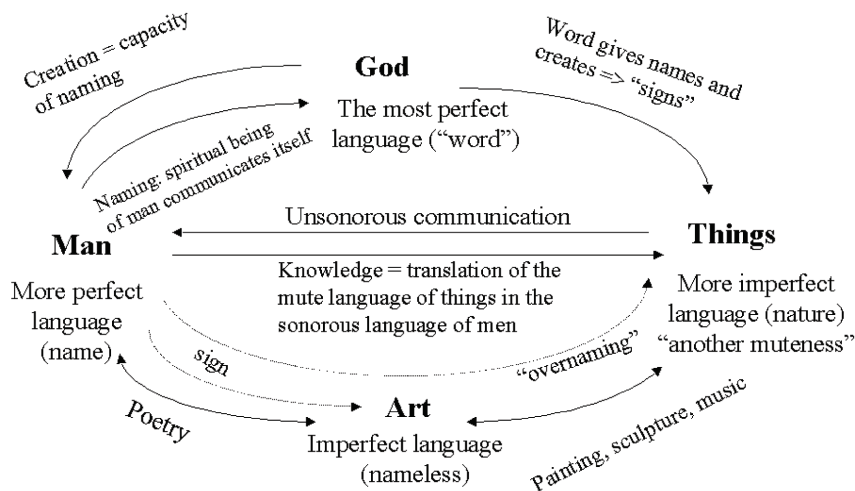 Creation = capacity
of naming
God
The most perfect
language (“word”)
Word gives names and
creates => “signs”
Naming: spiritual being
of man communicates itself
Unsonorous communication
Man
Things
More perfect
language
(name)
Knowledge = translation of the
mute language of things in the
sonorous language of men
More imperfect
language (nature)
“another muteness”
sign
“overnaming”
Poetry
Art
Imperfect language
(nameless)
Painting, sculpture, music